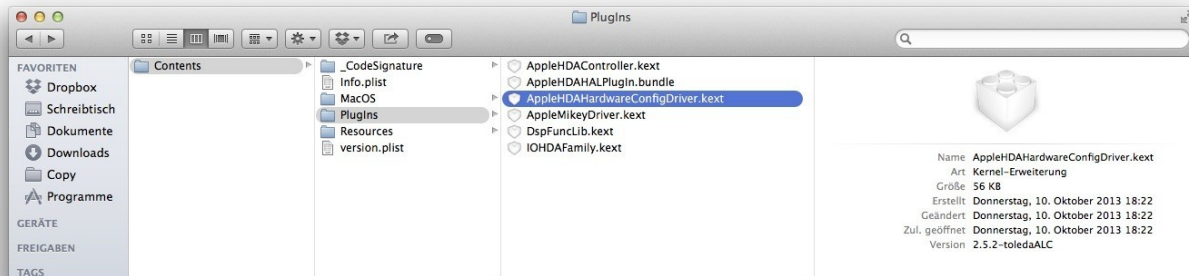 PlugIns
FAVORITEN
Dropbox
Schreibtisch
Dokumente
Downloads
Copy
Programme
GERÄTE
FREIGABEN
TAGS
Contents
_CodeSignature
Info.plist
MacOS
PlugIns
Resources
version.plist
AppleHDAController.kext
AppleHDAHALPlugIn.bundle
AppleHDAHardwareConfigDriver.kext
AppleMikeyDriver.kext
DspFuncLib.kext
IOHDAFamily.kext
Name AppleHDAHardwareConfigDriver.kext
Art Kernel-Erweiterung
Größe 56 KB
Erstellt Donnerstag, 10. Oktober 2013 18:22
Geändert Donnerstag, 10. Oktober 2013 18:22
Zul. geöffnet Donnerstag, 10. Oktober 2013 18:22
Version 2.5.2-toledaALC